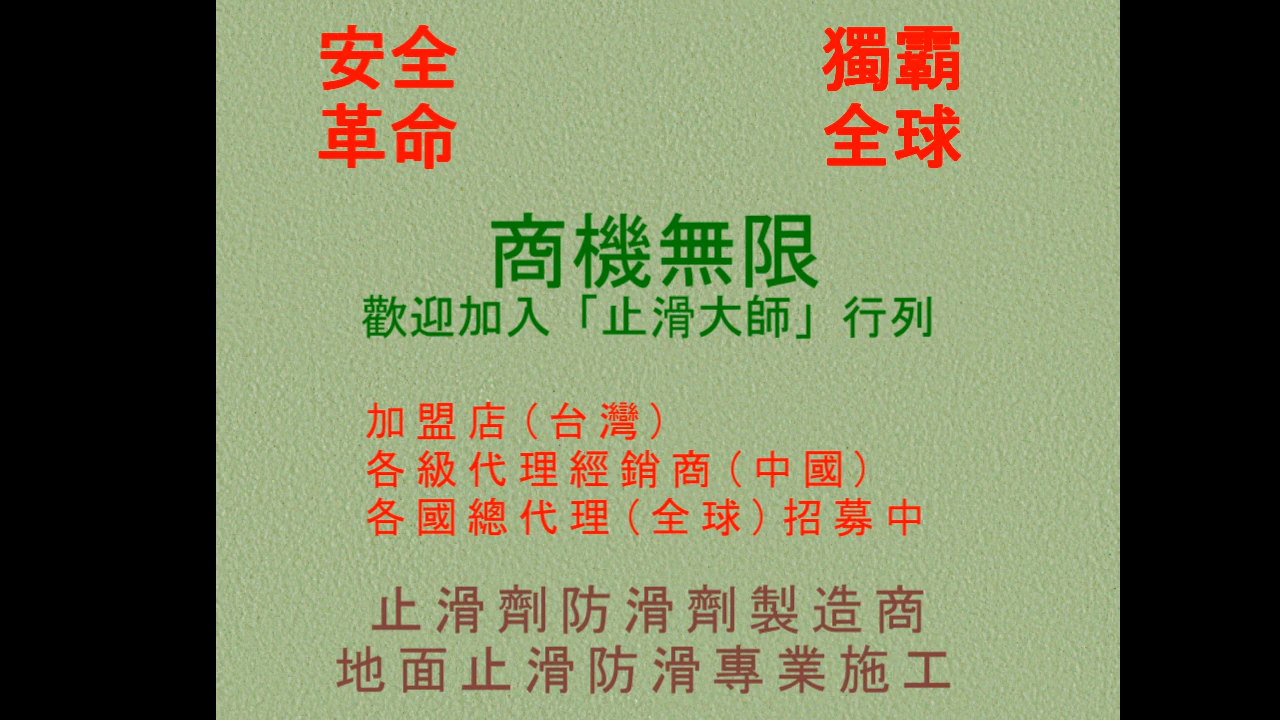 安全
革命
獨霸
全球
商機無限
歡迎加入「止滑大師」行列
加盟店(台灣)
各級代理經銷商(中國)
各國總代理(全球)招募中
止滑劑防滑劑製造商
地面止滑防滑專業施工